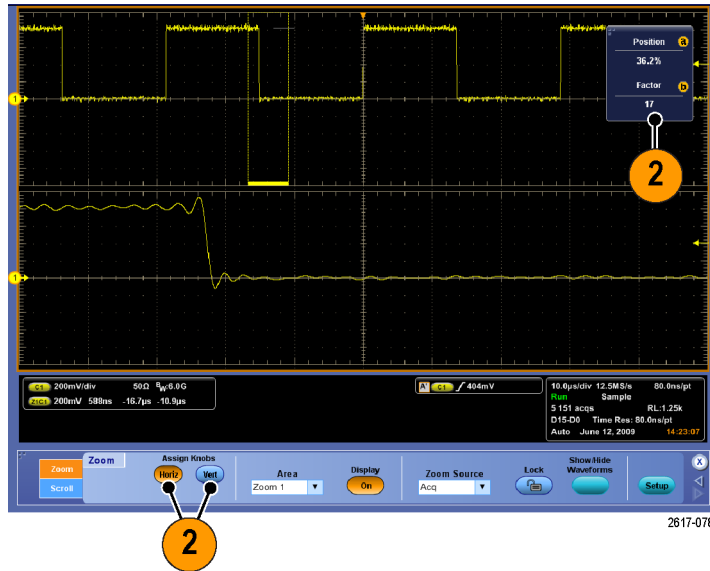 Position a
36.2%
Factor b
17
2
1
1
C1 200mV/div 50Ω BW:6.0G
Z1C1 200mV 588ns -16.7µs -10.9µs
A' C1 404mV
10.0µs/div 12.5MS/s 80.0ns/pt
Run Sample
5 151 acqs RL:1.25k
D15-D0 Time Res: 80.0ns/pt
Auto June 12, 2009 14:23:07
Zoom
Scroll
Zoom
Assign Knobs
Horiz Vert
Area
Zoom 1
Display
On
Zoom Source
Acq
Lock
Show/Hide
Waveforms
Setup
X
2
2617-078